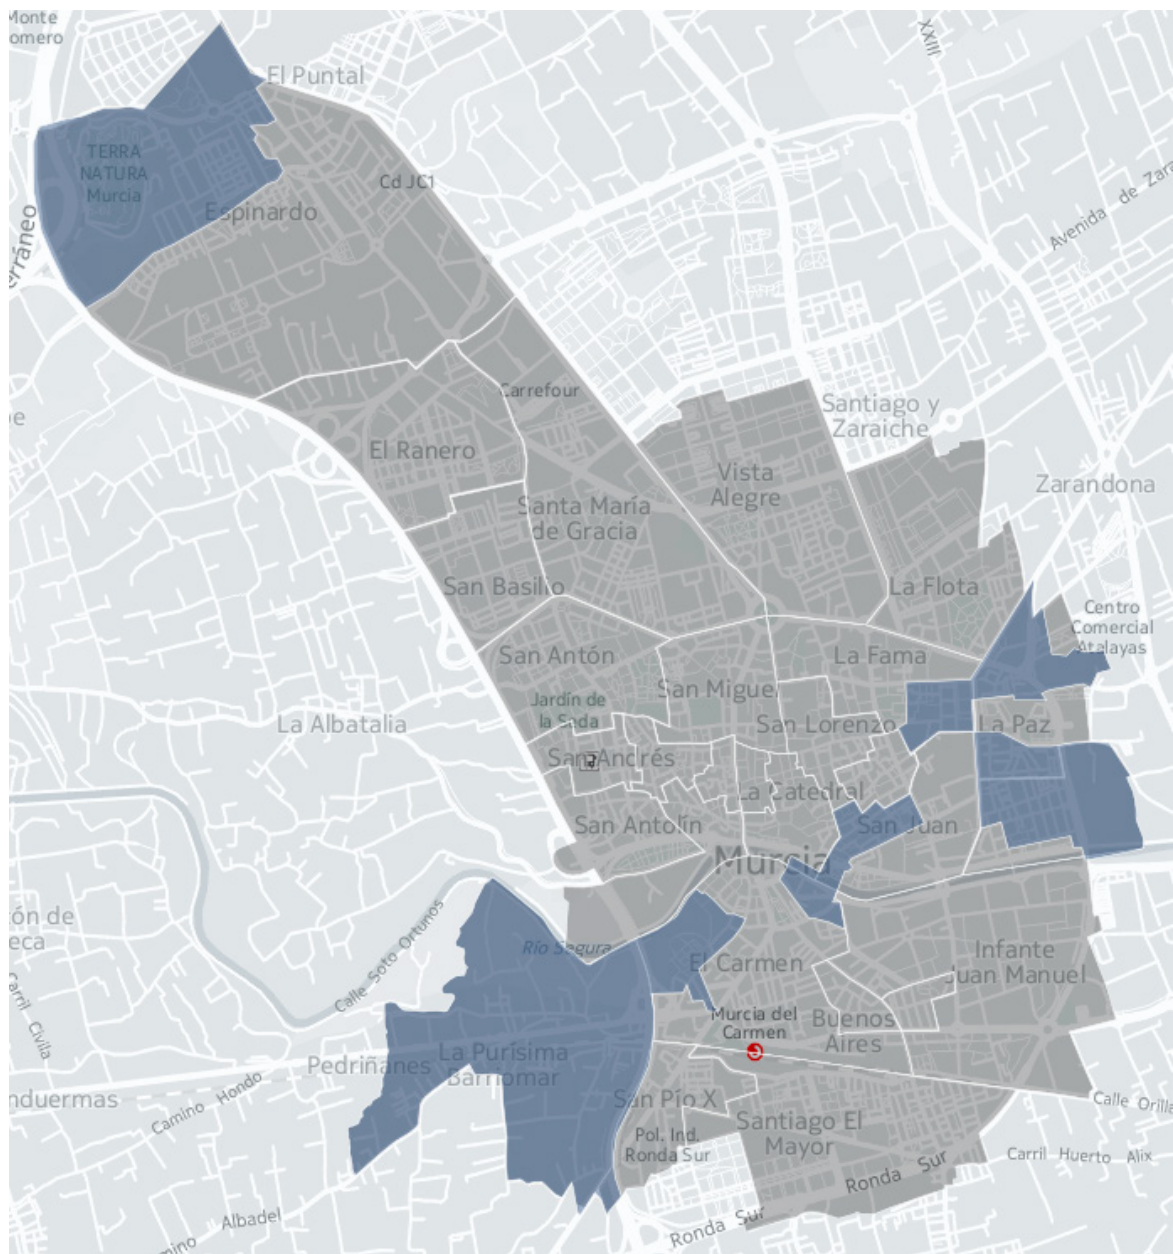 Monte
omero
El Puntal
XXIII
TERRA
NATURA
Murcia
Cd JC1
Espinardo
Avenida de Zara
erráneo
Carrefour
Santiago y
Zaraiche
pe
El Ranero
Vista
Alegre
Zarandona
Santa María
de Gracia
San Basilio
La Flota
Centro
Comercial
Atalayas
San Antón
La Fama
San Miguel
Jardín de
la Seda
La Albatalia
San Lorenzo
La Paz
San Andrés
La Catedral
San Antolín
San Juan
Murcia
cón de
eca
Calle Soto Ortunos
Río Segura
El Carmen
Infante
Juan Manuel
Carril Civila
Murcia del
Carmen
Buenos
Aires
Pedriñanes
La Purísima
Barriomar
nduermas
Camino Hondo
San Pío X
Santiago El
Mayor
Calle Orilla
Pol. Ind.
Ronda Sur
Carril Huerto Alix
Ronda Sur
Albadel
mino
Ronda Sur